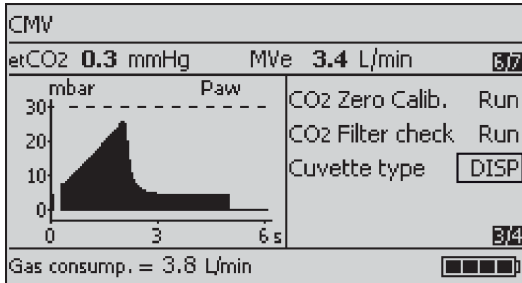 CMV
etCO2 0.3 mmHg MVe 3.4 L/min 6/7
mbar Paw
30
20
10
0
0 3 6 s
CO2 Zero Calib. Run
CO2 Filter check Run
Cuvette type DISP
3/4
Gas consump. = 3.8 L/min